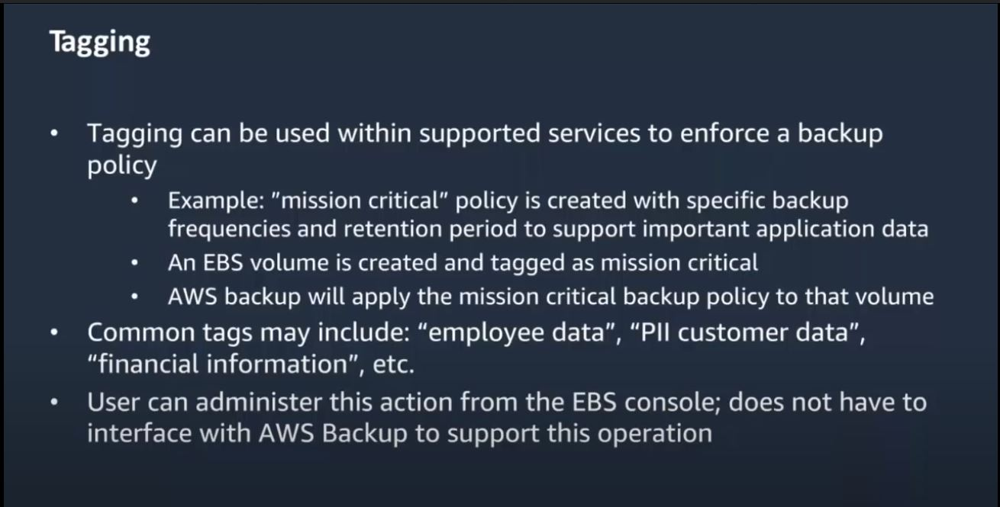 Tagging
• Tagging can be used within supported services to enforce a backup
policy
• Example: ”mission critical” policy is created with specific backup
frequencies and retention period to support important application data
• An EBS volume is created and tagged as mission critical
• AWS backup will apply the mission critical backup policy to that volume
• Common tags may include: “employee data”, “PII customer data”,
“financial information”, etc.
• User can administer this action from the EBS console; does not have to
interface with AWS Backup to support this operation